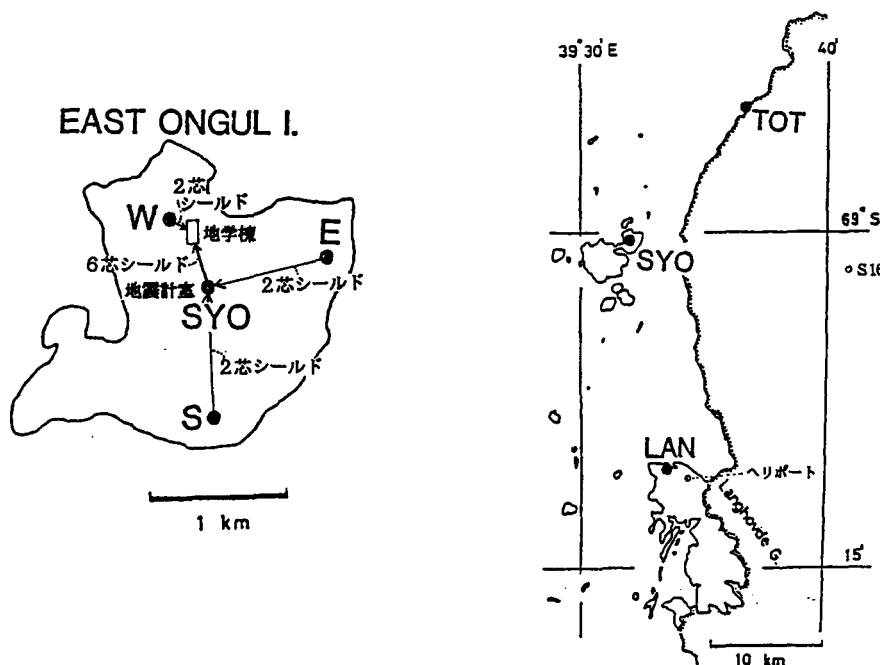 EAST ONGUL I.
2芯
シールド
W
地学棟
E
6芯シールド
2芯シールド
地震計室
SYO
2芯シールド
S
1 km
39° 30' E
40'
TOT
69° S
SYO
S16
LAN
ヘリポート
Langhovde G.
15'
10 km